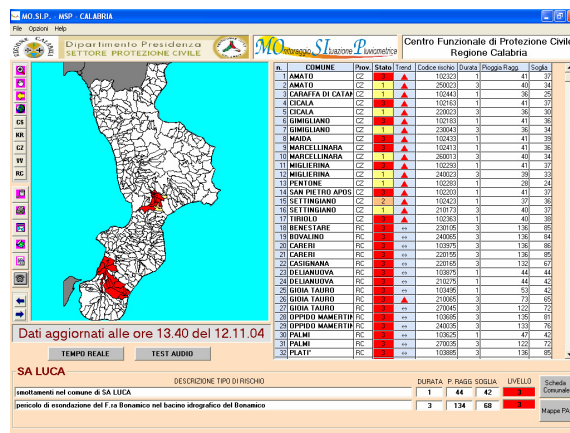 MO.SI.P. - MSP - CALABRIA
File Opzioni Help
Dipartimento Presidenza
SETTORE PROTEZIONE CIVILE
MOnitoraggio SItuazione Pluviometrica
Centro Funzionale di Protezione Civile
Regione Calabria
n. COMUNE Prov. Stato Trend Codice rischio Durata Pioggia Ragg. Soglia
1 AMATO CZ 3 102323 1 41 37
2 AMATO CZ 1 250023 3 40 34
3 CARAFFA DI CATAN CZ 1 102443 1 36 25
4 CICALA CZ 3 102163 1 41 37
5 CICALA CZ 1 220023 3 36 30
6 GIMIGLIANO CZ 3 102183 1 41 36
7 GIMIGLIANO CZ 1 230043 3 36 34
8 MAIDA CZ 3 102433 1 41 39
9 MARCELLINARA CZ 3 102413 1 41 36
10 MARCELLINARA CZ 1 260013 3 40 34
11 MIGLIERINA CZ 3 102293 1 41 37
12 MIGLIERINA CZ 1 240023 3 39 33
13 PENTONE CZ 1 102283 1 28 24
14 SAN PIETRO APOS CZ 3 102203 1 41 37
15 SETTINGIANO CZ 2 102423 1 37 36
16 SETTINGIANO CZ 1 210173 3 40 37
17 TIRIOLO CZ 3 102363 1 40 38
18 BENESTARE RC 3 230105 3 136 85
19 BOVALINO RC 3 240065 3 136 84
20 CARERI RC 3 103975 3 136 86
21 CARERI RC 3 220155 3 136 85
22 CASIGNANA RC 3 220165 3 132 67
23 DELIANUOVA RC 3 103875 1 44 44
24 DELIANUOVA RC 3 210275 1 44 42
25 GIOIA TAURO RC 3 103495 1 53 42
26 GIOIA TAURO RC 3 210065 3 73 65
27 GIOIA TAURO RC 3 270045 3 122 72
28 OPPIDO MAMERTIN RC 3 103685 3 135 81
29 OPPIDO MAMERTIN RC 3 240035 3 133 76
30 PALMI RC 3 103625 1 47 42
31 PALMI RC 3 270035 3 122 72
32 PLATI' RC 3 103885 3 136 85
CS
KR
CZ
VV
RC
Dati aggiornati alle ore 13.40 del 12.11.04
TEMPO REALE TEST AUDIO
SA LUCA
DESCRIZIONE TIPO DI RISCHIO DURATA P. RAGG SOGLIA LIVELLO
smottamenti nel comune di SA LUCA 1 44 42 3
pericolo di esondazione del F.ra Bonamico nel bacino idrografico del Bonamico 3 134 68 3
Scheda Comunale
Mappe PAI